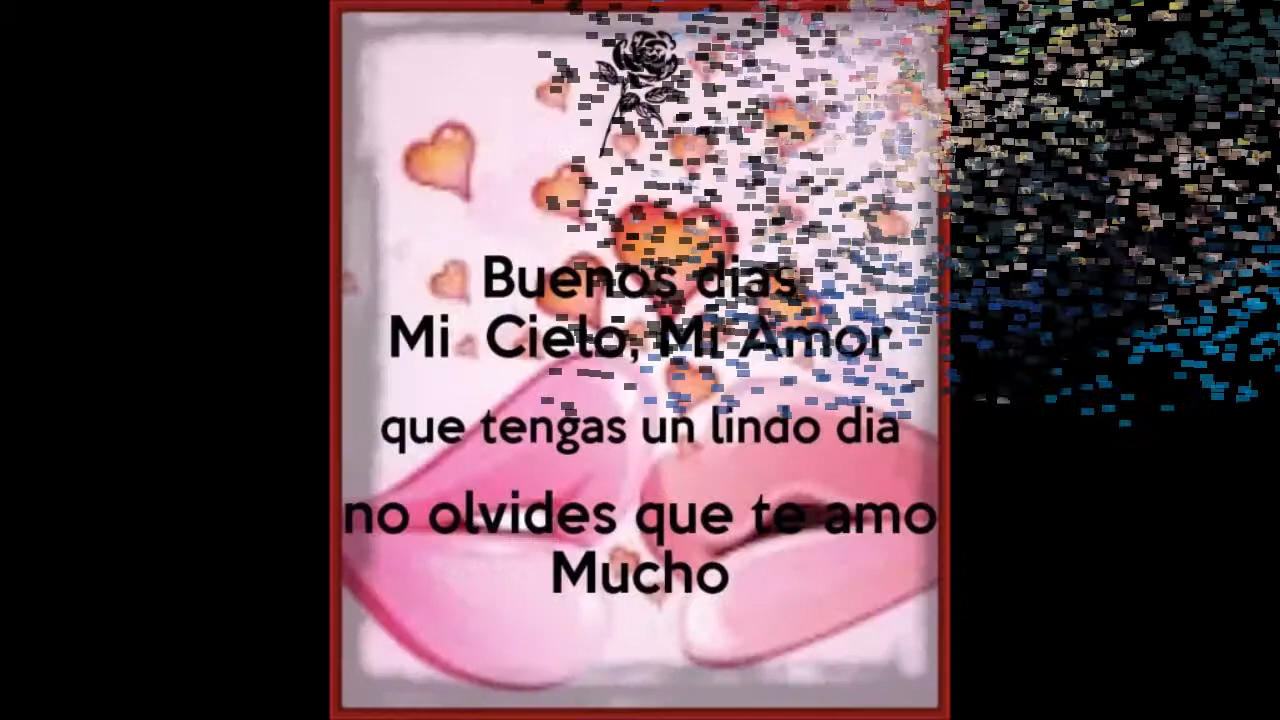 Buenos dias
Mi Cielo, Mi Amor
que tengas un lindo dia
no olvides que te amo
Mucho